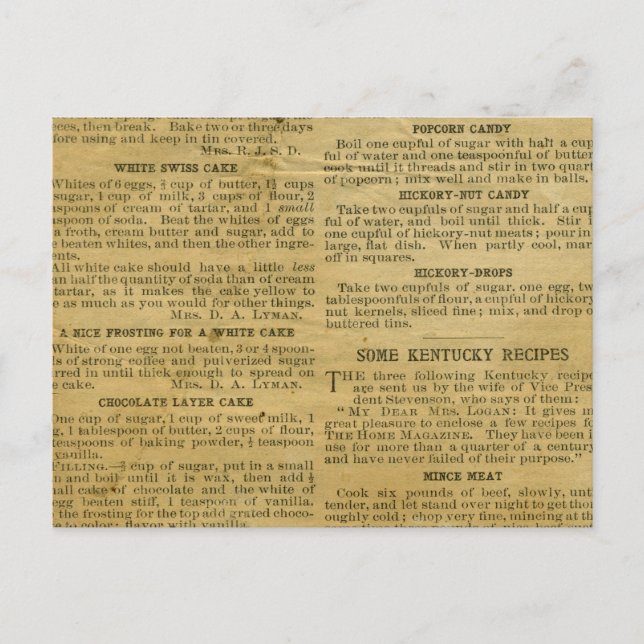 eces, then break. Bake two or three days
fore using and keep in tin covered.
MRS. R. J. S. D.
WHITE SWISS CAKE
Whites of 6 eggs, ⅔ cup of butter, 1½ cups
sugar, 1 cup of milk, 3 cups of flour, 2
spoons of cream of tartar, and 1 small
spoon of soda. Beat the whites of eggs
a froth, cream butter and sugar, add to
e beaten whites, and then the other ingre-
ents.
All white cake should have a little less
an half the quantity of soda than of cream
tartar, as it makes the cake yellow to
e as much as you would for other things.
MRS. D. A. LYMAN.
A NICE FROSTING FOR A WHITE CAKE
White of one egg not beaten, 3 or 4 spoon-
ls of strong coffee and pulverized sugar
rred in until thick enough to spread on
e cake. MRS. D. A. LYMAN.
CHOCOLATE LAYER CAKE
One cup of sugar, 1 cup of sweet milk, 1
g, 1 tablespoon of butter, 2 cups of flour,
teaspoons of baking powder, ½ teaspoon
vanilla.
FILLING.—⅔ cup of sugar, put in a small
n and boil until it is wax, then add ½
nall cake of chocolate and the white of
egg beaten stiff, 1 teaspoon of vanilla.
the frosting for the top add grated choco-
te to color; flavor with vanilla.
POPCORN CANDY
Boil one cupful of sugar with half a cup
ful of water and one teaspoonful of butter
cook until it threads and stir in two quart
of popcorn; mix well and make in balls.
HICKORY-NUT CANDY
Take two cupfuls of sugar and half a cup
ful of water, and boil until thick. Stir i
one cupful of hickory-nut meats; pour in
large, flat dish. When partly cool, mar
off in squares.
HICKORY-DROPS
Take two cupfuls of sugar. one egg, tw
tablespoonfuls of flour, a cupful of hickory
nut kernels, sliced fine; mix, and drop o
buttered tins.
SOME KENTUCKY RECIPES
THE three following Kentucky recipe
are sent us by the wife of Vice Pres
dent Stevenson, who says of them:
"MY DEAR MRS. LOGAN: It gives m
great pleasure to enclose a few recipes fo
THE HOME MAGAZINE. They have been i
use for more than a quarter of a century
and have never failed of their purpose."
MINCE MEAT
Cook six pounds of beef, slowly, unt
tender, and let stand over night to get thor
oughly cold; chop very fine, mincing at th